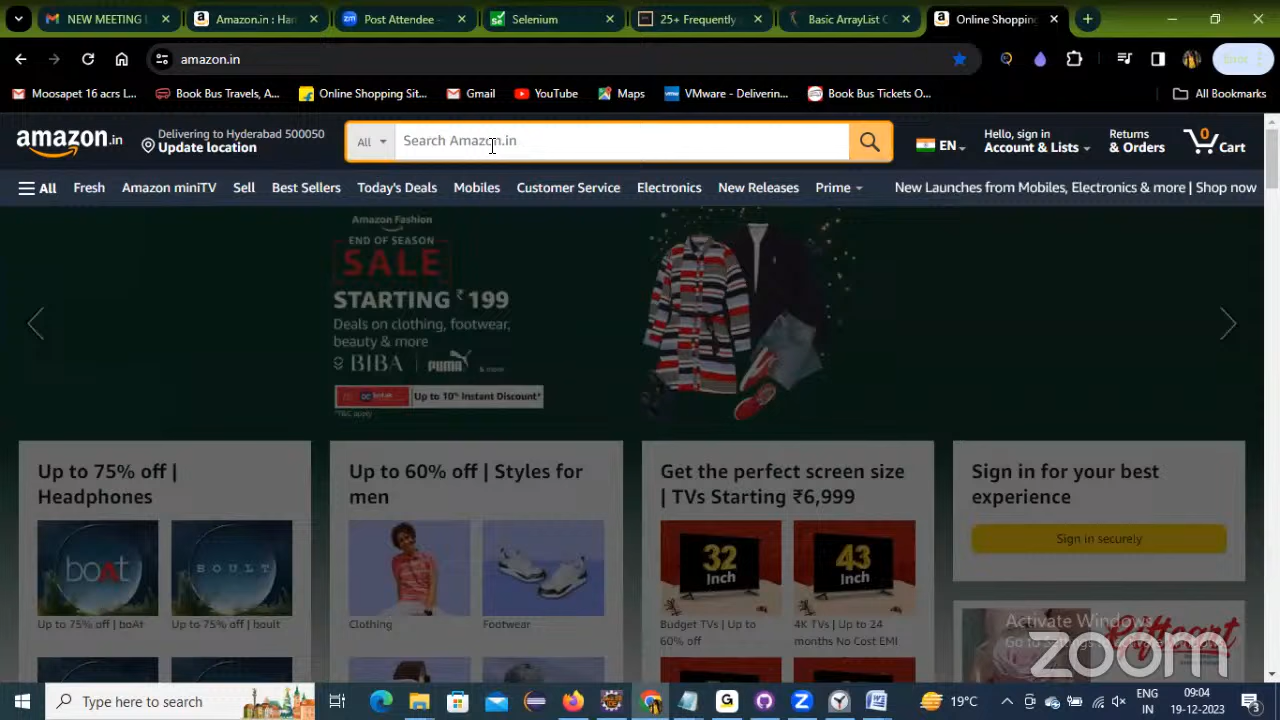 NEW MEETING
Amazon.in : Har
Post Attendee -
Selenium
25+ Frequently
Basic ArrayList C
Online Shopping
amazon.in
Error
Moosapet 16 acrs L...
Book Bus Travels, A...
Online Shopping Sit...
Gmail
YouTube
Maps
VMware - Deliverin...
Book Bus Tickets O...
All Bookmarks
amazon.in
Delivering to Hyderabad 500050
Update location
All
Search Amazon.in
EN
Hello, sign in
Account & Lists
Returns
& Orders
0
Cart
All
Fresh
Amazon miniTV
Sell
Best Sellers
Today's Deals
Mobiles
Customer Service
Electronics
New Releases
Prime
New Launches from Mobiles, Electronics & more | Shop now
Amazon Fashion
END OF SEASON
SALE
STARTING ₹199
Deals on clothing, footwear,
beauty & more
BIBA | PUMA & more
Up to 10% Instant Discount*
*T&C apply
Up to 75% off |
Headphones
boAt
BOULT
Up to 75% off | boAt
Up to 75% off | boult
Up to 60% off | Styles for
men
Clothing
Footwear
Get the perfect screen size
| TVs Starting ₹6,999
32
Inch
43
Inch
Budget TVs | Up to
60% off
4K TVs | Up to 24
months No Cost EMI
Sign in for your best
experience
Sign in securely
Activate Windows
zoom
Type here to search
19°C
ENG
IN
09:04
19-12-2023
3